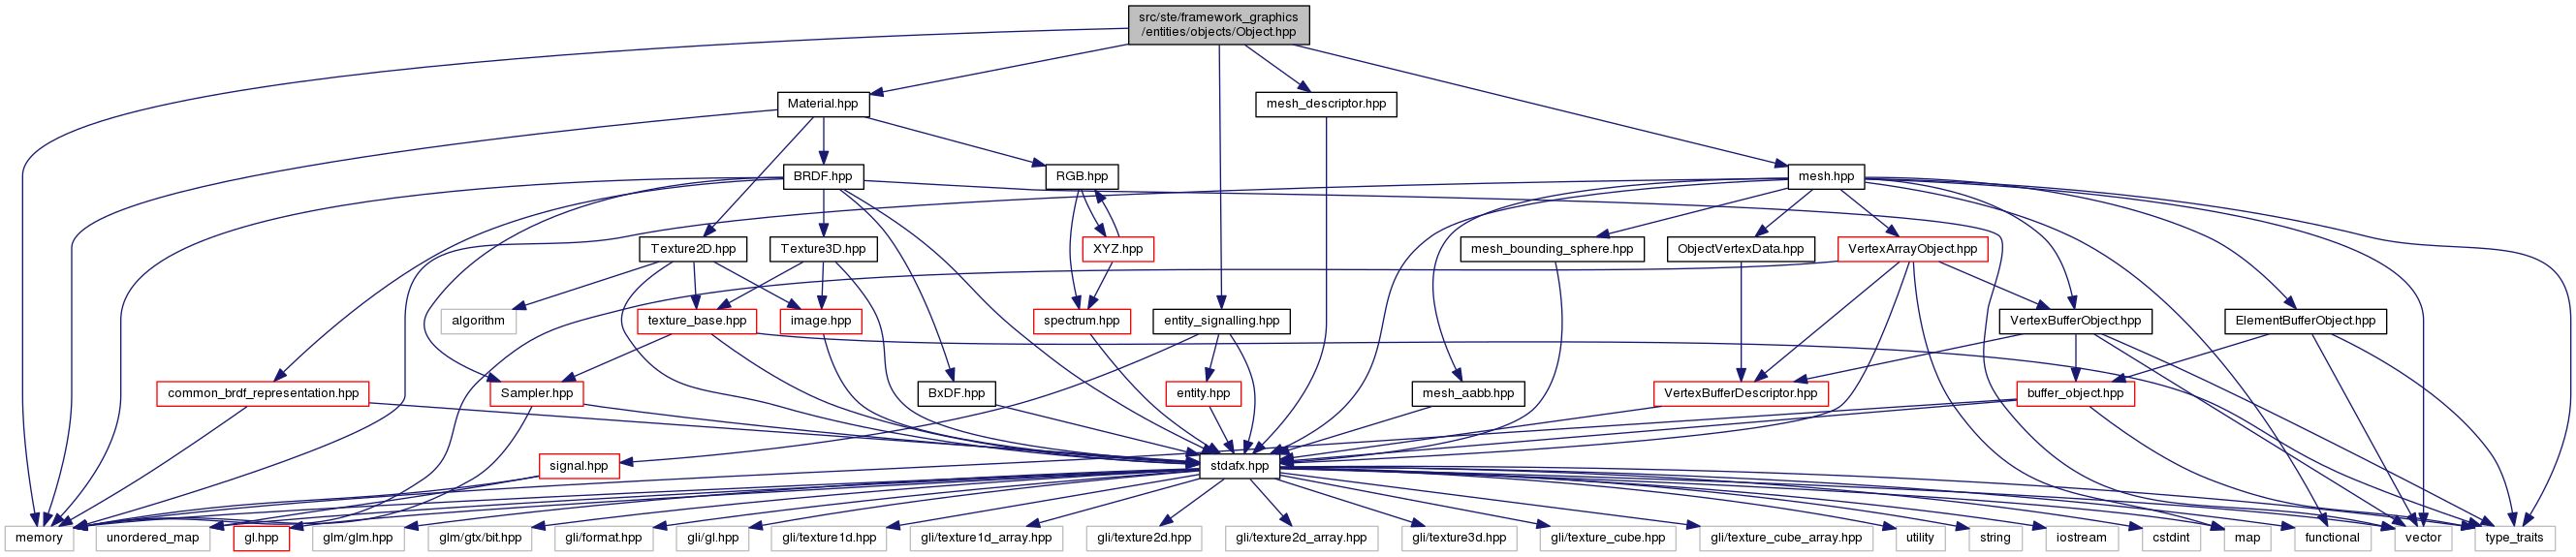 src/ste/framework_graphics
/entities/objects/Object.hpp
Material.hpp
mesh_descriptor.hpp
BRDF.hpp
RGB.hpp
mesh.hpp
Texture2D.hpp
Texture3D.hpp
XYZ.hpp
mesh_bounding_sphere.hpp
ObjectVertexData.hpp
VertexArrayObject.hpp
algorithm
texture_base.hpp
image.hpp
spectrum.hpp
entity_signalling.hpp
VertexBufferObject.hpp
ElementBufferObject.hpp
common_brdf_representation.hpp
Sampler.hpp
BxDF.hpp
entity.hpp
mesh_aabb.hpp
VertexBufferDescriptor.hpp
buffer_object.hpp
signal.hpp
stdafx.hpp
memory
unordered_map
gl.hpp
glm/glm.hpp
glm/gtx/bit.hpp
gli/format.hpp
gli/gl.hpp
gli/texture1d.hpp
gli/texture1d_array.hpp
gli/texture2d.hpp
gli/texture2d_array.hpp
gli/texture3d.hpp
gli/texture_cube.hpp
gli/texture_cube_array.hpp
utility
string
iostream
cstdint
map
functional
vector
type_traits